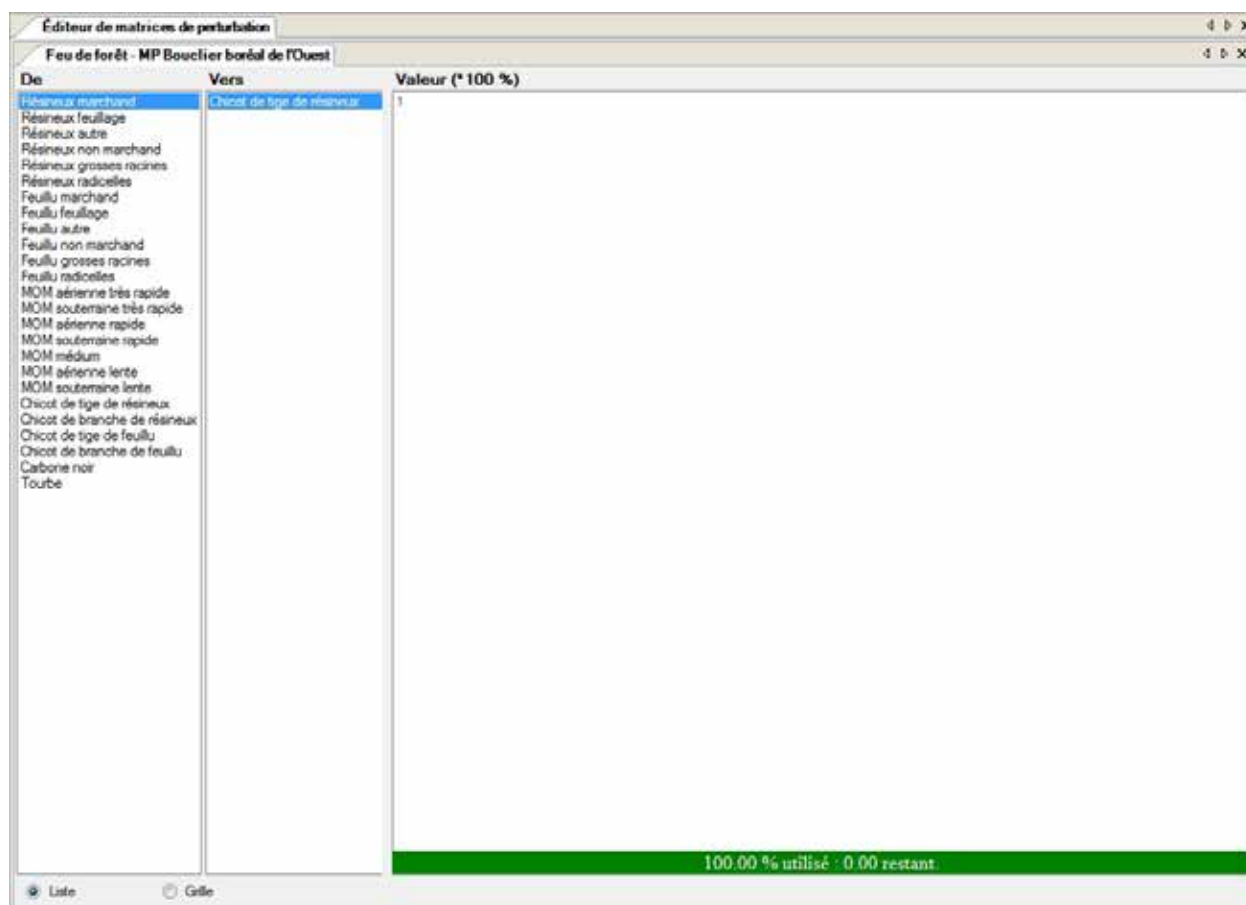 Éditeur de matrices de perturbation
Feu de forêt - MP Bouclier boréal de l'Ouest
De Vers Valeur (*100 %)
Résineux marchand Chicot de tige de résineux 1
Résineux feuillage
Résineux autre
Résineux non marchand
Résineux grosses racines
Résineux radicelles
Feuillu marchand
Feuillu feuillage
Feuillu autre
Feuillu non marchand
Feuillu grosses racines
Feuillu radicelles
MOM aérienne très rapide
MOM souterraine très rapide
MOM aérienne rapide
MOM souterraine rapide
MOM médium
MOM aérienne lente
MOM souterraine lente
Chicot de tige de résineux
Chicot de branche de résineux
Chicot de tige de feuillu
Chicot de branche de feuillu
Carbone noir
Tourbe
100.00 % utilisé : 0.00 restant.
Liste Grille